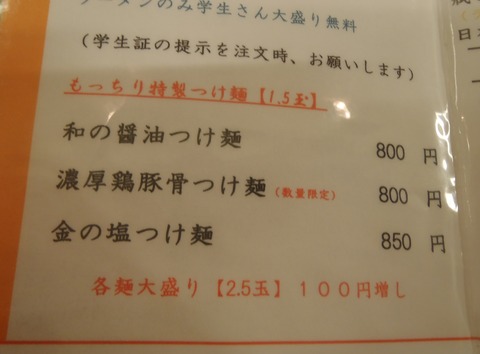 ラーメンのみ学生さん大盛り無料
(学生証の提示を注文時、お願いします)
もっちり特製つけ麺【1.5玉】
和の醤油つけ麺 800 円
濃厚鶏豚骨つけ麺(数量限定) 800 円
金の塩つけ麺 850 円
各麺大盛り【2.5玉】100円増し